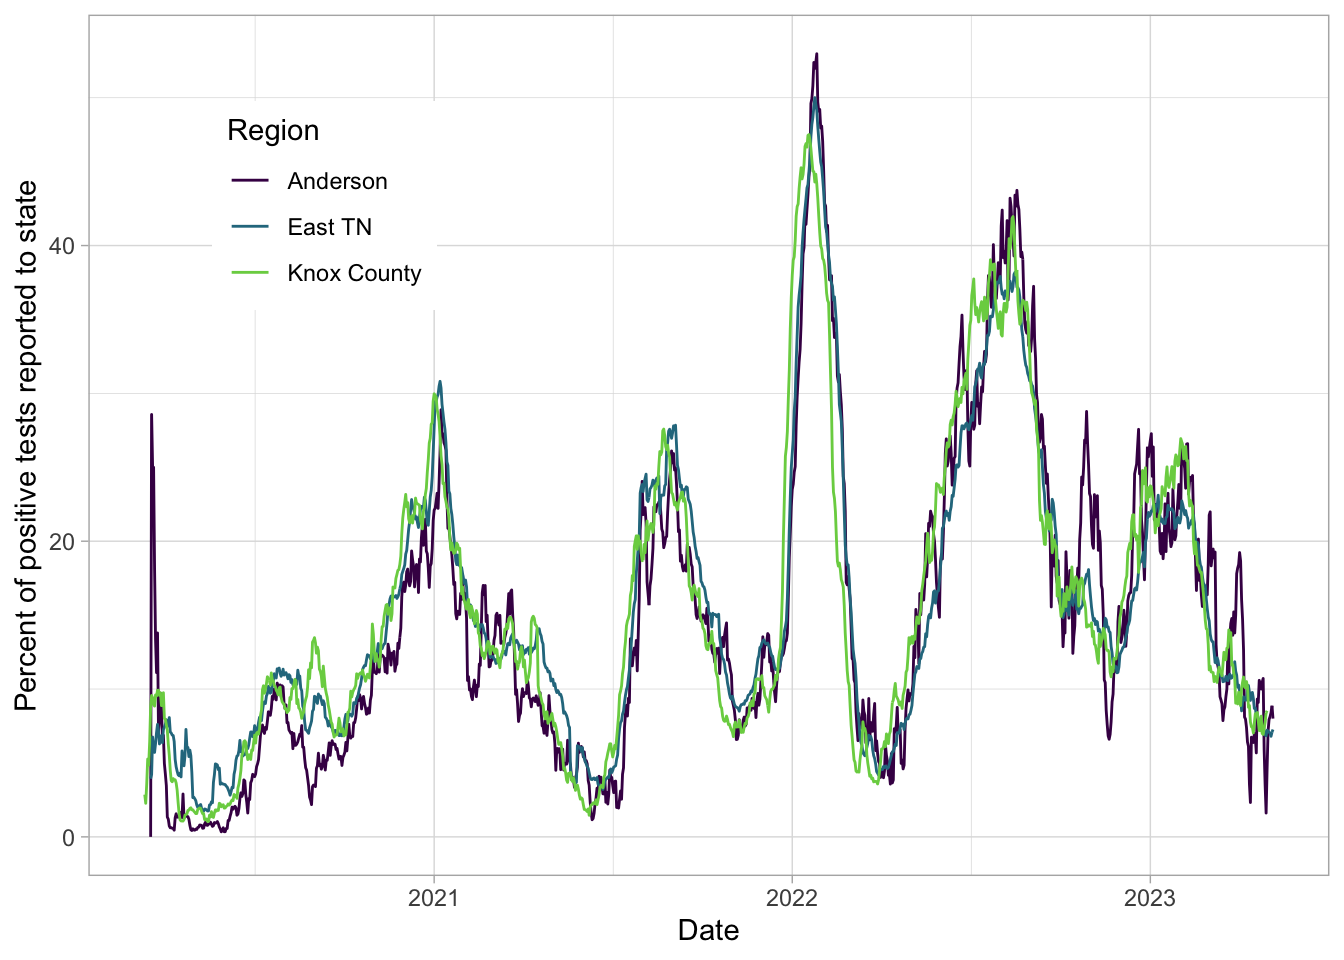 Region
Anderson
East TN
Knox County
Percent of positive tests reported to state
40
20
0
2021
2022
2023
Date